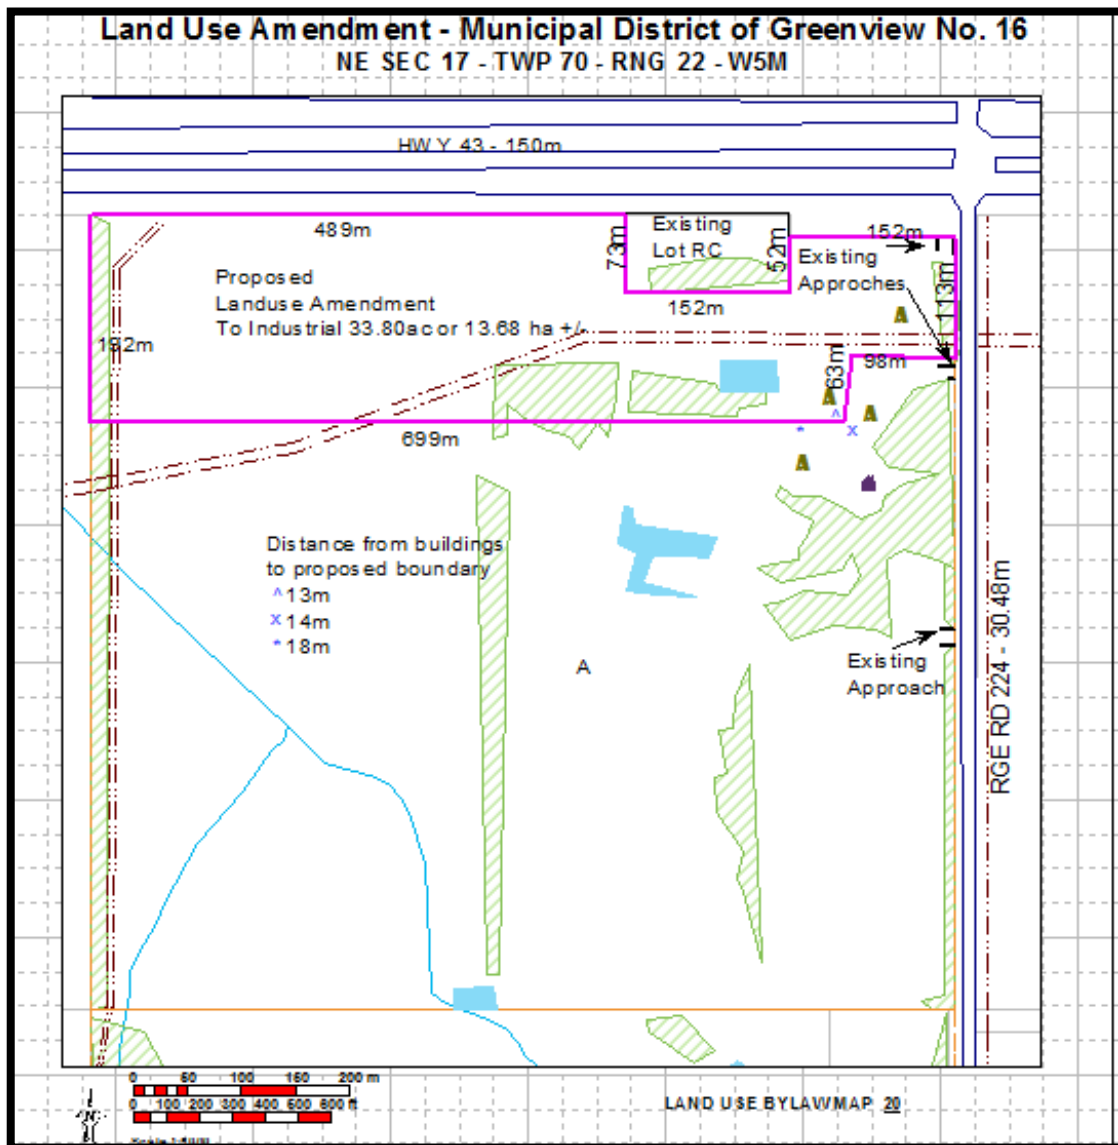 Land Use Amendment - Municipal District of Greenview No. 16
NE SEC 17 - TWP 70 - RNG 22 - W5M
HWY 43 - 150m
489m
73m
Existing
Lot RC
52m
152m
Existing
Approches
113m
Proposed
Landuse Amendment
To Industrial 33.80ac or 13.68 ha +/-
152m
192m
63m
98m
699m
Distance from buildings
to proposed boundary
^ 13m
x 14m
* 18m
A
Existing
Approach
RGE RD 224 - 30.48m
0 50 100 150 200 m
0 100 200 300 400 500 600 ft
N
LAND USE BYLAW MAP 20